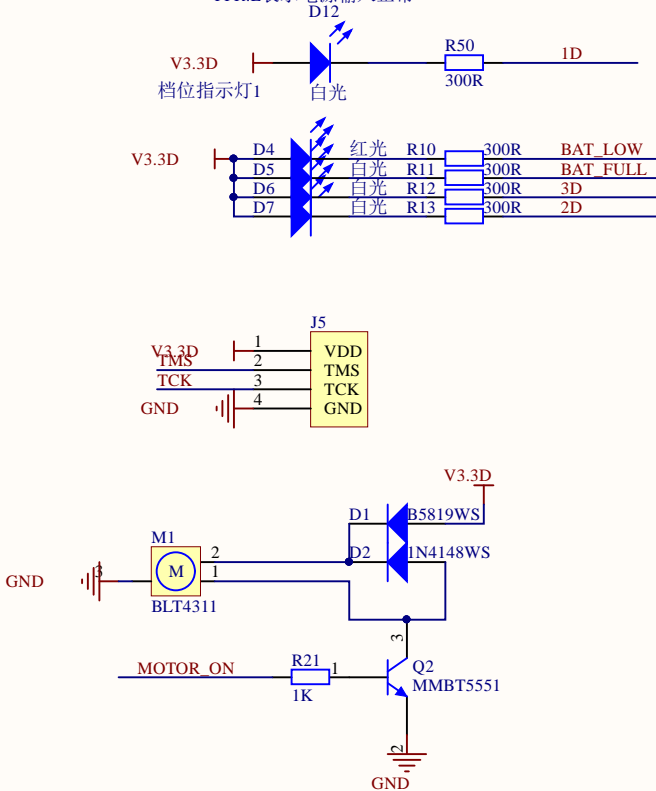 D12
V3.3D
R50
1D
300R
档位指示灯1
白光
V3.3D
D4
红光
R10
300R
BAT_LOW
D5
白光
R11
300R
BAT_FULL
D6
白光
R12
300R
3D
D7
白光
R13
300R
2D
J5
V3.3D
1
VDD
TMS
2
TMS
TCK
3
TCK
GND
4
GND
V3.3D
D1
B5819WS
M1
2
D2
1N4148WS
GND
3
M
1
BLT4311
3
MOTOR_ON
R21
1
Q2
1K
MMBT5551
2
GND